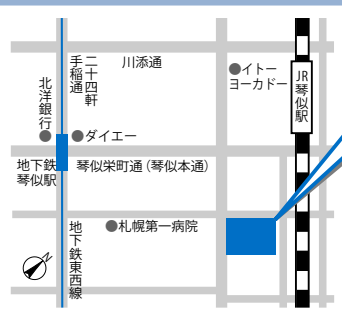 二十四軒
手稲通
川添通
●イトー
ヨーカドー
JR琴似駅
北洋銀行●
●ダイエー
地下鉄
琴似駅
琴似栄町通(琴似本通)
●札幌第一病院
地下鉄東西線